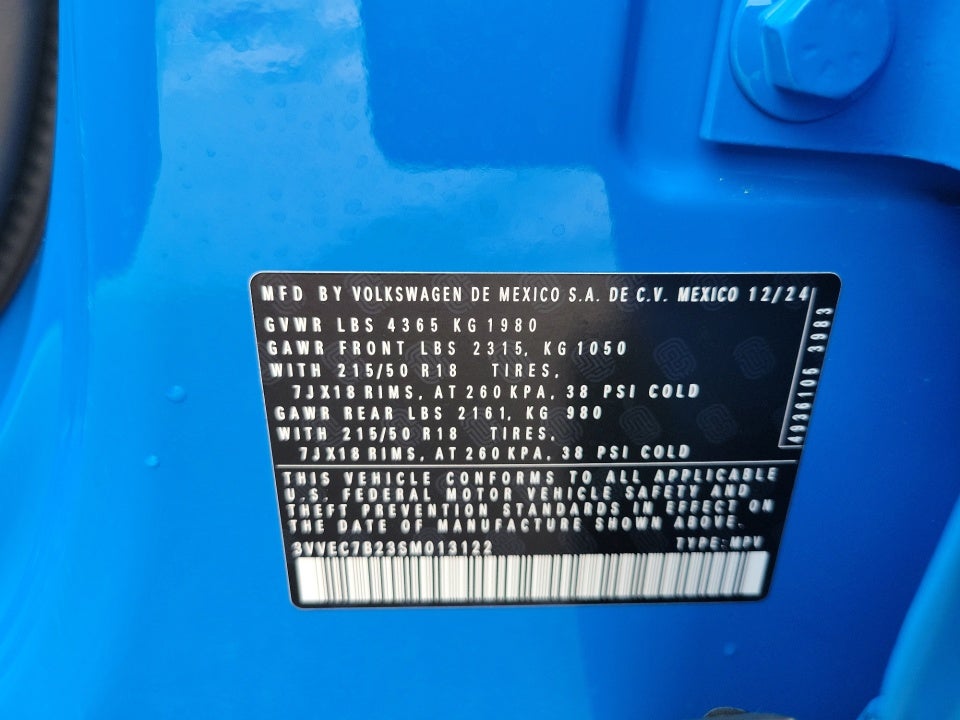 MFD BY VOLKSWAGEN DE MEXICO S.A. DE C.V. MEXICO 12/24
GVWR LBS 4365 KG 1980
GAWR FRONT LBS 2315, KG 1050
WITH 215/50 R18 TIRES,
7JX18 RIMS, AT 260 KPA, 38 PSI COLD
GAWR REAR LBS 2161, KG 980
WITH 215/50 R18 TIRES,
7JX18 RIMS, AT 260 KPA, 38 PSI COLD
4936106 3983
THIS VEHICLE CONFORMS TO ALL APPLICABLE
U.S. FEDERAL MOTOR VEHICLE SAFETY AND
THEFT PREVENTION STANDARDS IN EFFECT ON
THE DATE OF MANUFACTURE SHOWN ABOVE.
3VVEC7B23SM013122 TYPE:MPV